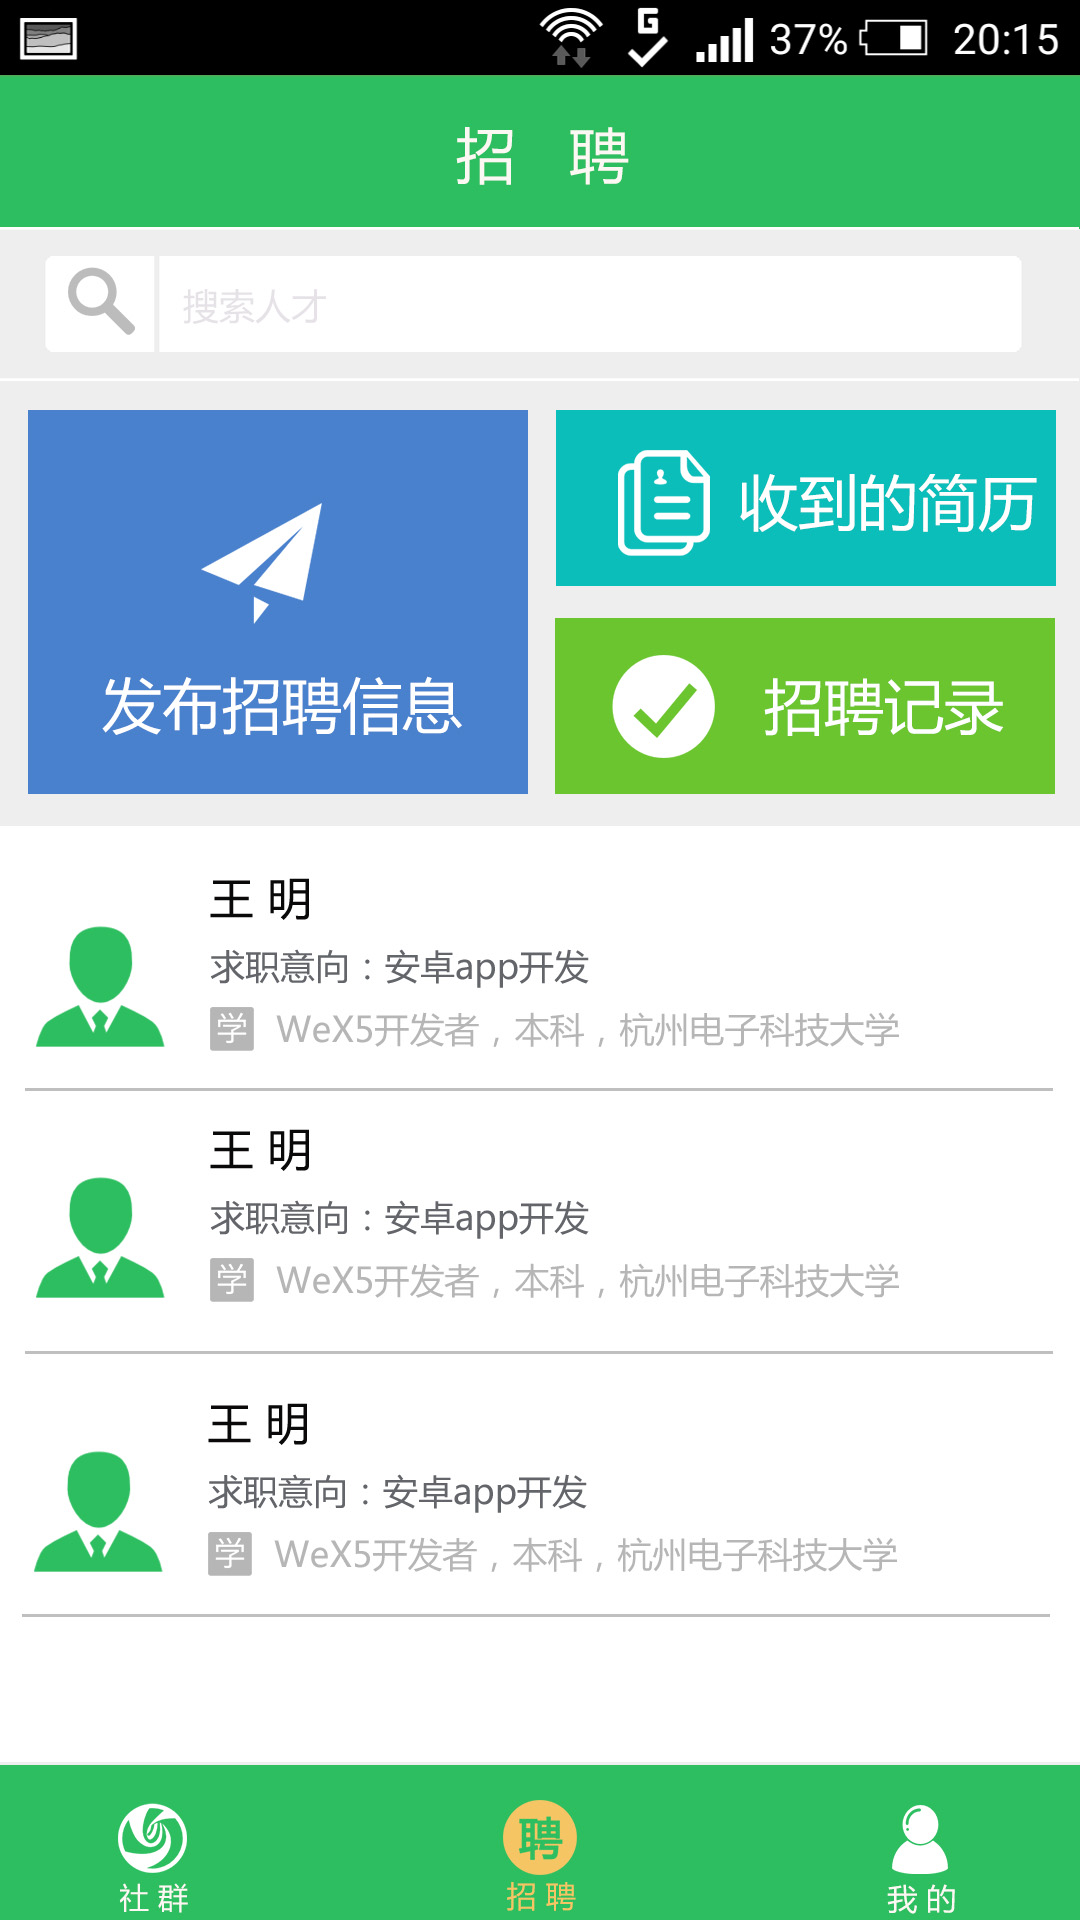 37% 20:15
招 聘
搜索人才
收到的简历
发布招聘信息
招聘记录
王 明
求职意向：安卓app开发
学 WeX5开发者，本科，杭州电子科技大学
王 明
求职意向：安卓app开发
学 WeX5开发者，本科，杭州电子科技大学
王 明
求职意向：安卓app开发
学 WeX5开发者，本科，杭州电子科技大学
聘
社 群 招 聘 我 的